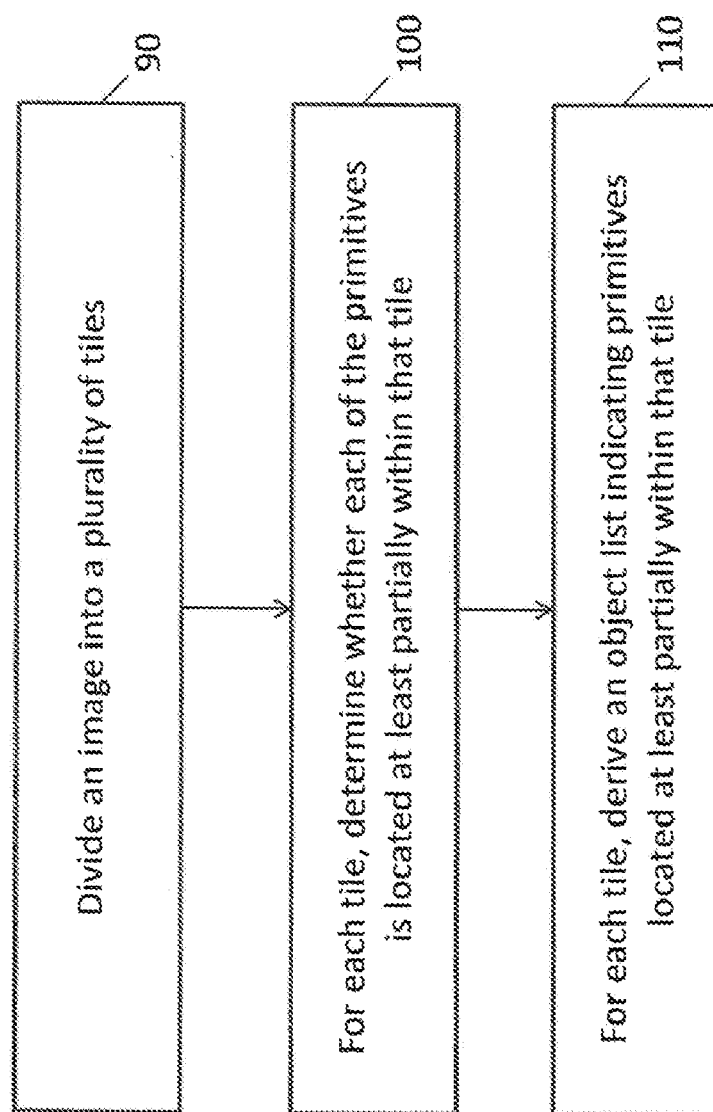 90
Divide an image into a plurality of tiles
100
For each tile, determine whether each of the primitives
is located at least partially within that tile
110
For each tile, derive an object list indicating primitives
located at least partially within that tile